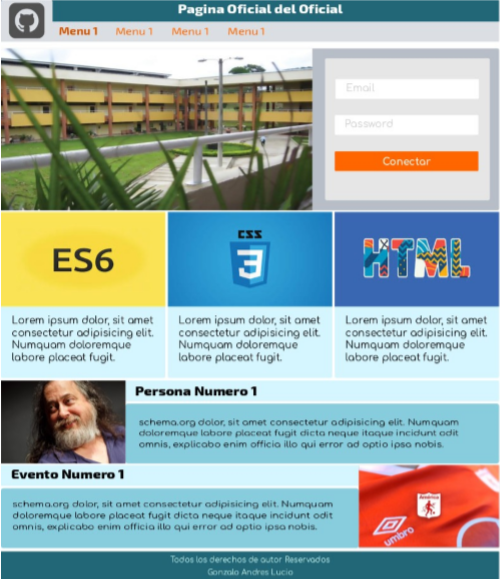 Pagina Oficial del Oficial
Menu 1 Menu 1 Menu 1 Menu 1
Email
Password
Conectar
ES6
CSS
3
HTML
Lorem ipsum dolor, sit amet
consectetur adipisicing elit.
Numquam doloremque
labore placeat fugit.
Lorem ipsum dolor, sit amet
consectetur adipisicing elit.
Numquam doloremque
labore placeat fugit.
Lorem ipsum dolor, sit amet
consectetur adipisicing elit.
Numquam doloremque
labore placeat fugit.
Persona Numero 1
schema.org dolor, sit amet consectetur adipisicing elit. Numquam
doloremque labore placeat fugit dicta neque itaque incidunt odit
omnis, explicabo enim officia illo qui error ad optio ipsa nobis.
Evento Numero 1
schema.org dolor, sit amet consectetur adipisicing elit. Numquam
doloremque labore placeat fugit dicta neque itaque incidunt odit
omnis, explicabo enim officia illo qui error ad optio ipsa nobis.
América
umbro
Todos los derechos de autor Reservados
Gonzalo Andres Lucio